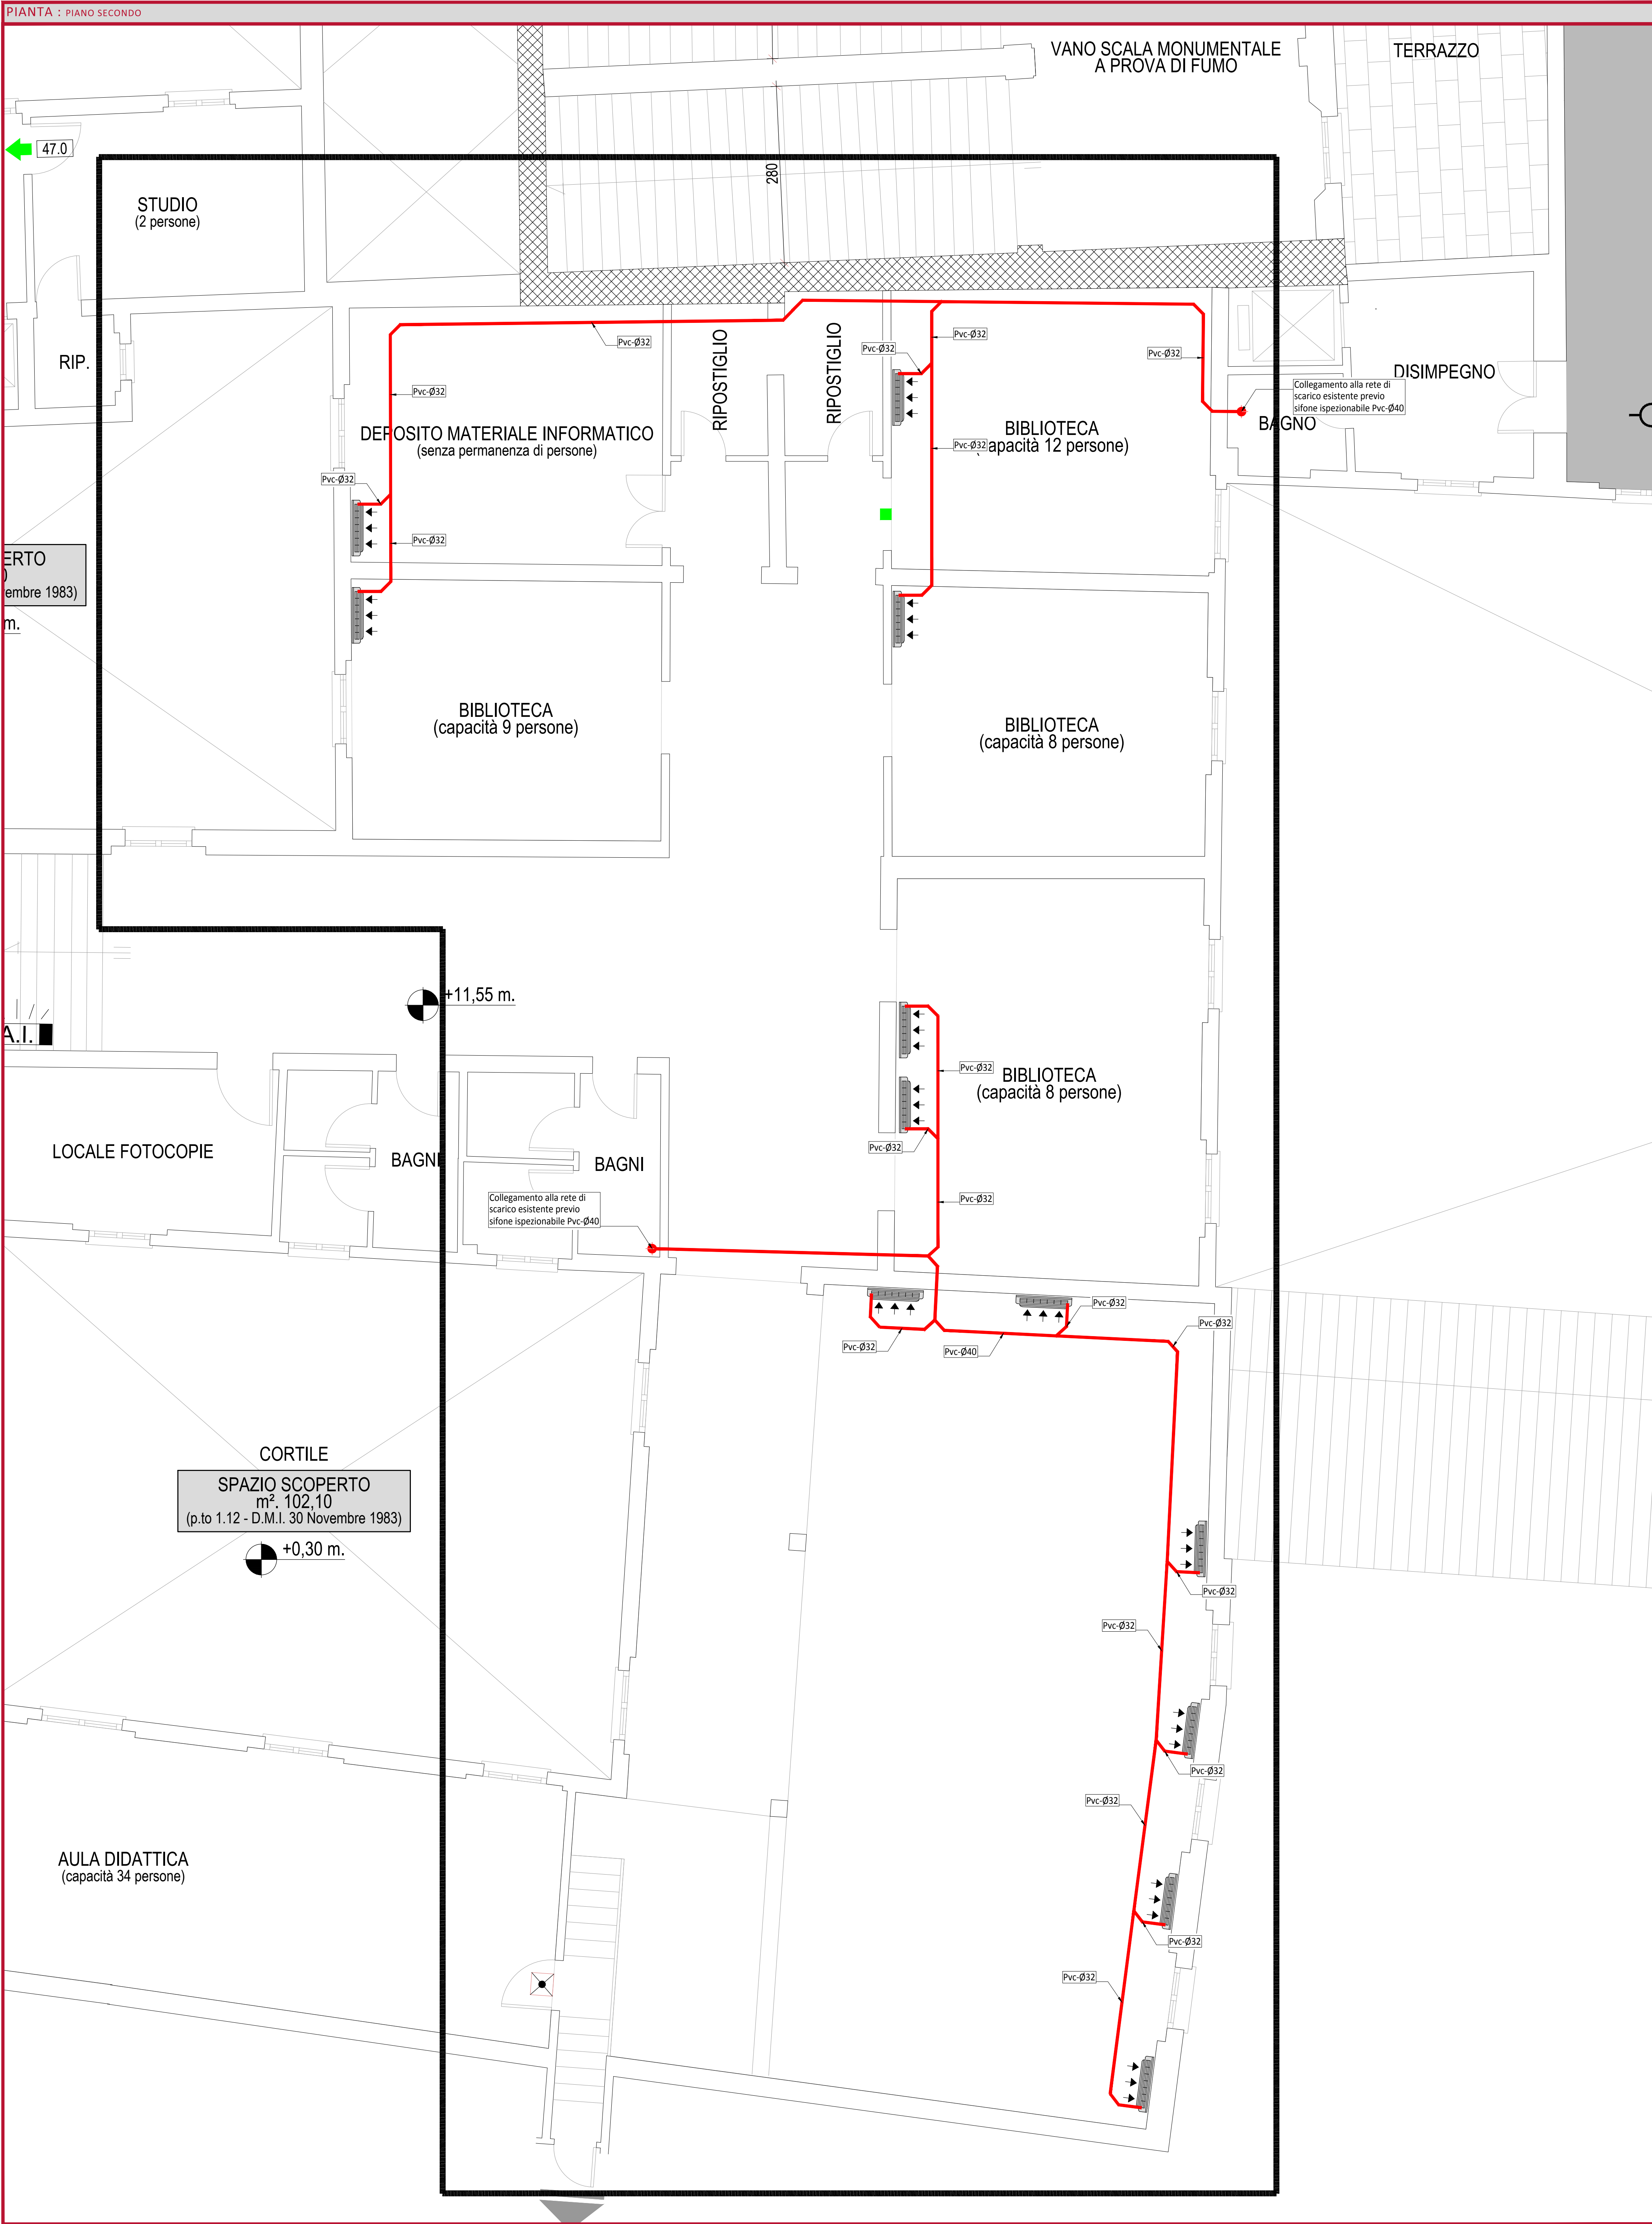 PIANTA : PIANO SECONDO
VANO SCALA MONUMENTALE
A PROVA DI FUMO
TERRAZZO
47.0
280
STUDIO
(2 persone)
RIP.
Pvc-Ø32
RIPOSTIGLIO
RIPOSTIGLIO
Pvc-Ø32
Pvc-Ø32
Pvc-Ø32
DISIMPEGNO
Collegamento alla rete di
scarico esistente previo
sifone ispezionabile Pvc-Ø40
BAGNO
Pvc-Ø32
DEPOSITO MATERIALE INFORMATICO
(senza permanenza di persone)
BIBLIOTECA
apacità 12 persone)
Pvc-Ø32
Pvc-Ø32
Pvc-Ø32
ERTO
)
embre 1983)
m.
BIBLIOTECA
(capacità 9 persone)
BIBLIOTECA
(capacità 8 persone)
+11,55 m.
A.I.
Pvc-Ø32
BIBLIOTECA
(capacità 8 persone)
Pvc-Ø32
LOCALE FOTOCOPIE
BAGNI
BAGNI
Collegamento alla rete di
scarico esistente previo
sifone ispezionabile Pvc-Ø40
Pvc-Ø32
Pvc-Ø32
Pvc-Ø32
Pvc-Ø32
Pvc-Ø40
CORTILE
SPAZIO SCOPERTO
m². 102,10
(p.to 1.12 - D.M.I. 30 Novembre 1983)
+0,30 m.
Pvc-Ø32
Pvc-Ø32
Pvc-Ø32
Pvc-Ø32
AULA DIDATTICA
(capacità 34 persone)
Pvc-Ø32
Pvc-Ø32